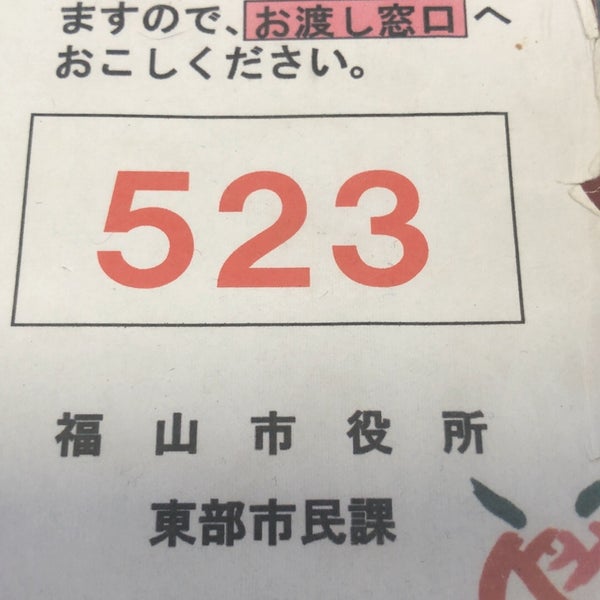 ますので、お渡し窓口へ
おこしください。
523
福山市役所
東部市民課